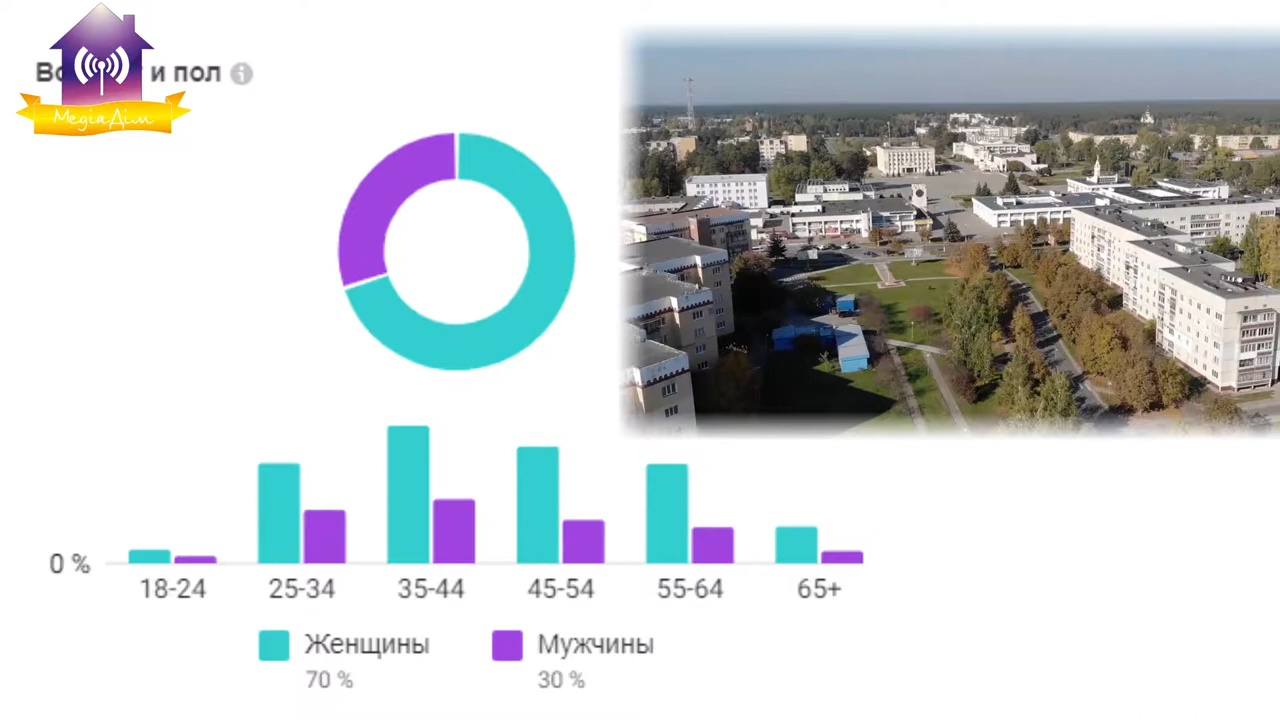 МедіаДім
и пол
0 %
18-24
25-34
35-44
45-54
55-64
65+
Женщины
Мужчины
70 %
30 %